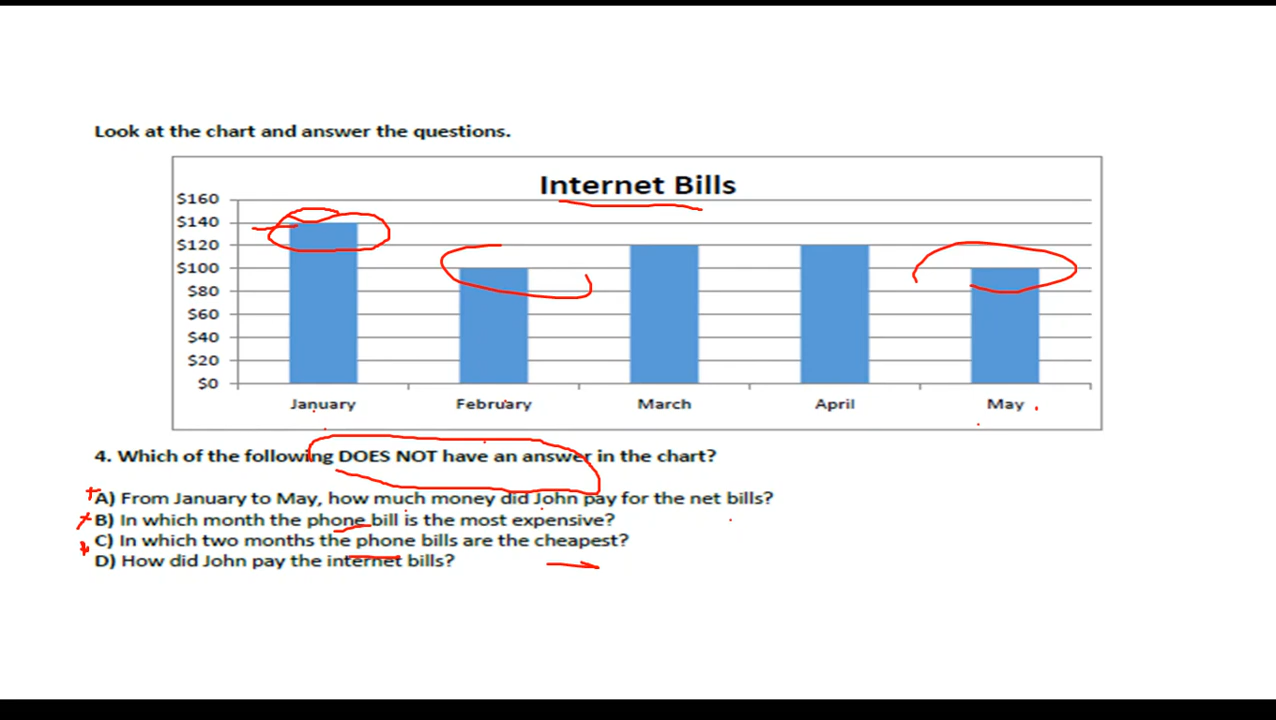 Look at the chart and answer the questions.
Internet Bills
$160
$140
$120
$100
$80
$60
$40
$20
$0
January February March April May
4. Which of the following DOES NOT have an answer in the chart?
A) From January to May, how much money did John pay for the net bills?
B) In which month the phone bill is the most expensive?
C) In which two months the phone bills are the cheapest?
D) How did John pay the internet bills?